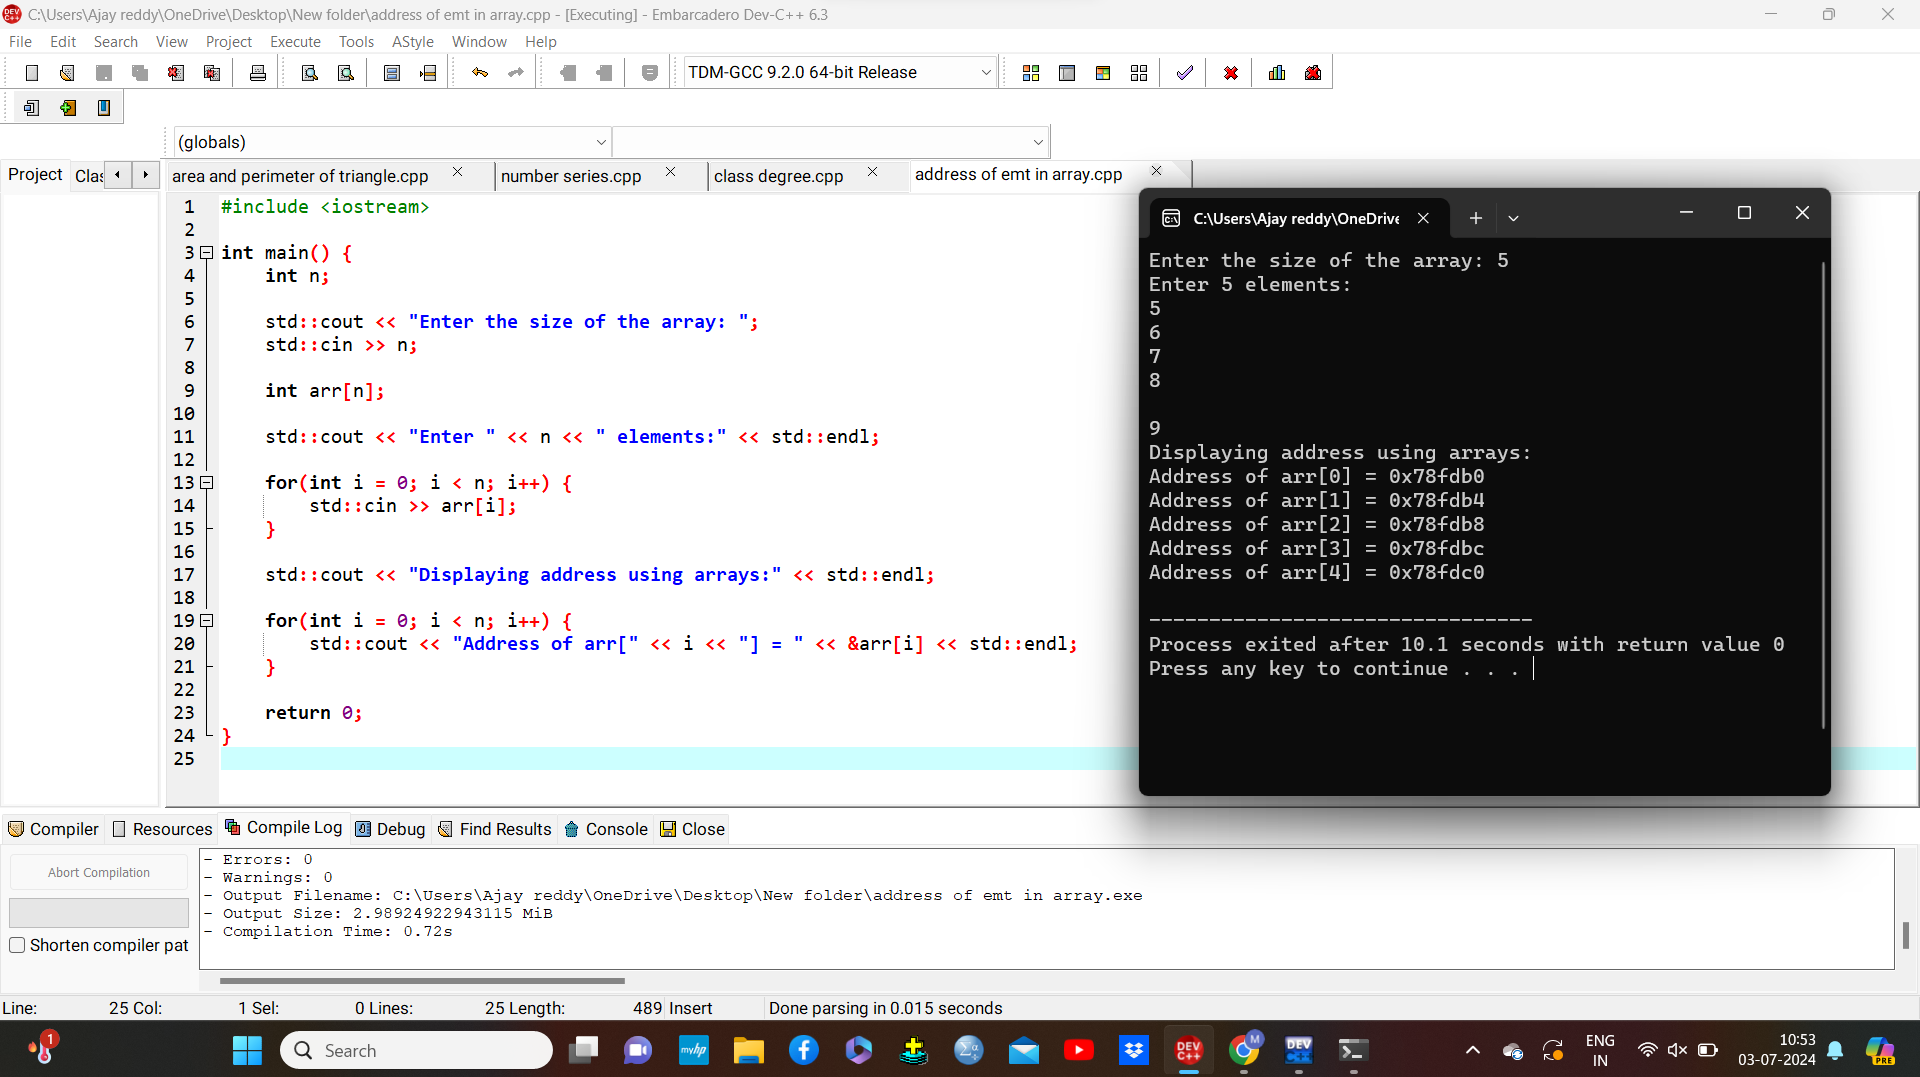 C:\Users\Ajay reddy\OneDrive\Desktop\New folder\address of emt in array.cpp - [Executing] - Embarcadero Dev-C++ 6.3
File Edit Search View Project Execute Tools AStyle Window Help
TDM-GCC 9.2.0 64-bit Release
(globals)
Project Clas
area and perimeter of triangle.cpp number series.cpp class degree.cpp address of emt in array.cpp
1 #include <iostream>
2
3 int main() {
4 int n;
5
6 std::cout << "Enter the size of the array: ";
7 std::cin >> n;
8
9 int arr[n];
10
11 std::cout << "Enter " << n << " elements:" << std::endl;
12
13 for(int i = 0; i < n; i++) {
14 std::cin >> arr[i];
15 }
16
17 std::cout << "Displaying address using arrays:" << std::endl;
18
19 for(int i = 0; i < n; i++) {
20 std::cout << "Address of arr[" << i << "] = " << &arr[i] << std::endl;
21 }
22
23 return 0;
24 }
25
C:\Users\Ajay reddy\OneDrive
Enter the size of the array: 5
Enter 5 elements:
5
6
7
8
9
Displaying address using arrays:
Address of arr[0] = 0x78fdb0
Address of arr[1] = 0x78fdb4
Address of arr[2] = 0x78fdb8
Address of arr[3] = 0x78fdbc
Address of arr[4] = 0x78fdc0
--------------------------------
Process exited after 10.1 seconds with return value 0
Press any key to continue . . .
Compiler Resources Compile Log Debug Find Results Console Close
Abort Compilation
Shorten compiler pat
- Errors: 0
- Warnings: 0
- Output Filename: C:\Users\Ajay reddy\OneDrive\Desktop\New folder\address of emt in array.exe
- Output Size: 2.98924922943115 MiB
- Compilation Time: 0.72s
Line: 25 Col: 1 Sel: 0 Lines: 25 Length: 489 Insert Done parsing in 0.015 seconds
1
Search
myhp
DEV C++
M
DEV C++
ENG
IN
10:53
03-07-2024
PRE